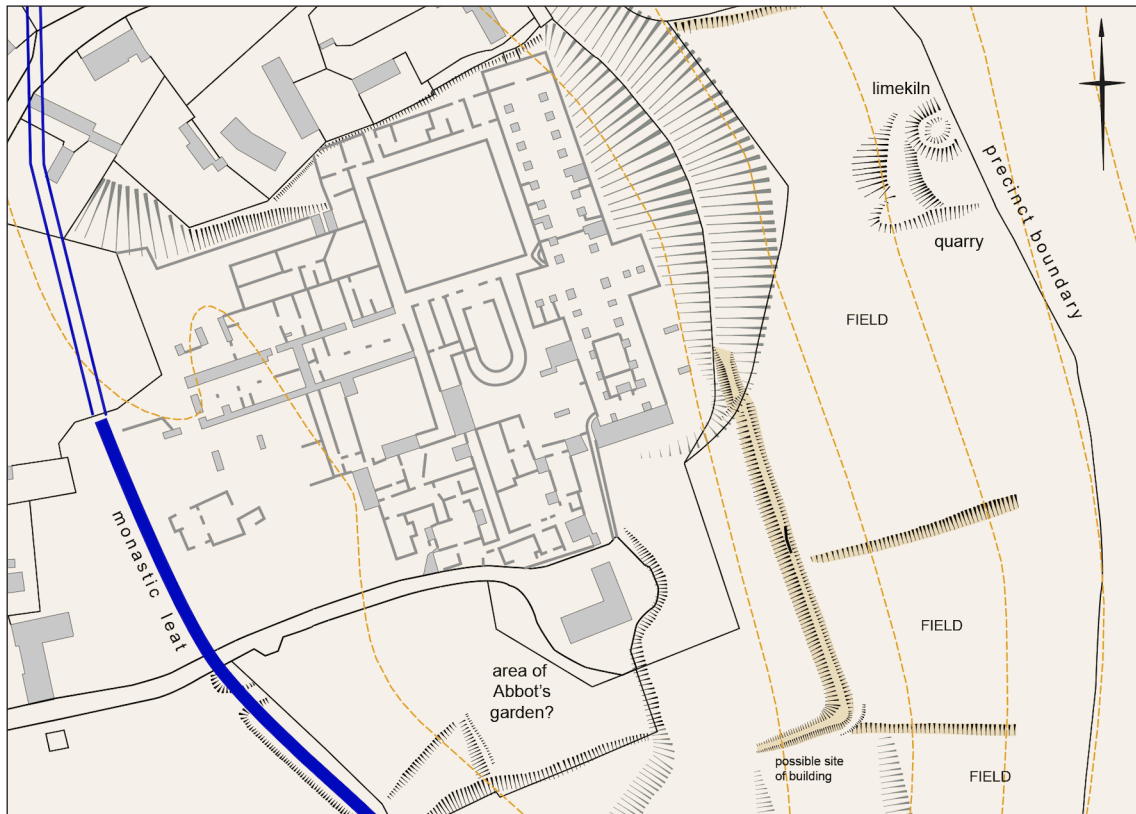 limekiln
precinct boundary
quarry
FIELD
monastic leat
FIELD
area of
Abbot's
garden?
possible site
of building
FIELD